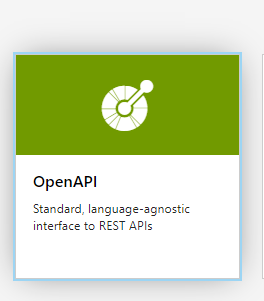 OpenAPI
Standard, language-agnostic
interface to REST APIs